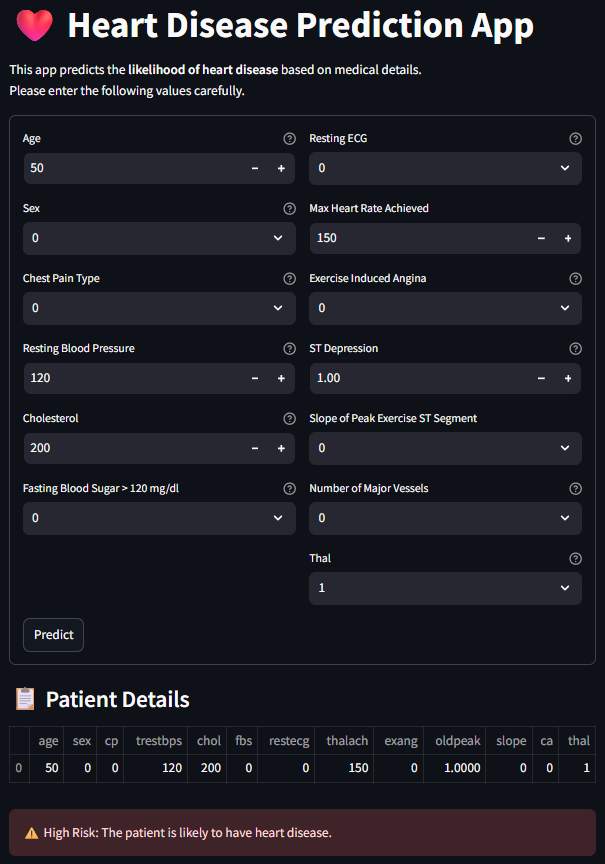 Heart Disease Prediction App
This app predicts the likelihood of heart disease based on medical details.
Please enter the following values carefully.
Age
50
Sex
0
Chest Pain Type
0
Resting Blood Pressure
120
Cholesterol
200
Fasting Blood Sugar > 120 mg/dl
0
Resting ECG
0
Max Heart Rate Achieved
150
Exercise Induced Angina
0
ST Depression
1.00
Slope of Peak Exercise ST Segment
0
Number of Major Vessels
0
Thal
1
Predict
Patient Details
age sex cp trestbps chol fbs restecg thalach exang oldpeak slope ca thal
0 50 0 0 120 200 0 0 150 0 1.0000 0 0 1
High Risk: The patient is likely to have heart disease.